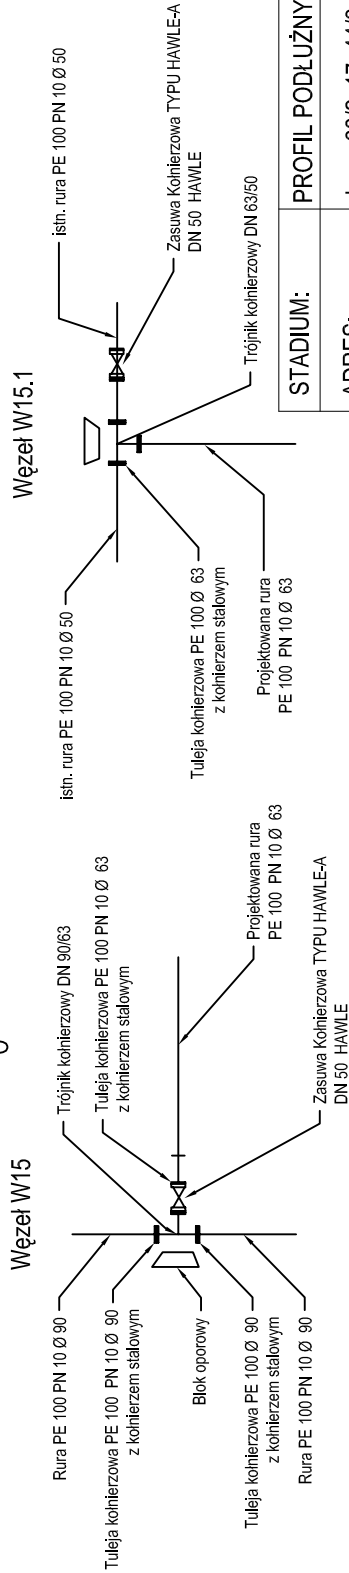 Węzeł W15
Rura PE 100 PN 10 Ø 90
Trójnik kołnierzowy DN 90/63
Tuleja kołnierzowa PE 100 PN 10 Ø 90
z kołnierzem stalowym
Tuleja kołnierzowa PE 100 PN 10 Ø 63
z kołnierzem stalowym
Blok oporowy
Projektowana rura
PE 100 PN 10 Ø 63
Tuleja kołnierzowa PE 100 Ø 90
z kołnierzem stalowym
Rura PE 100 PN 10 Ø 90
Zasuwa Kołnierzowa TYPU HAWLE-A
DN 50 HAWLE
Węzeł W15.1
istn. rura PE 100 PN 10 Ø 50
istn. rura PE 100 PN 10 Ø 50
Tuleja kołnierzowa PE 100 Ø 63
z kołnierzem stalowym
Zasuwa Kołnierzowa TYPU HAWLE-A
DN 50 HAWLE
Projektowana rura
PE 100 PN 10 Ø 63
Trójnik kołnierzowy DN 63/50
STADIUM:
PROFIL PODŁUŻNY